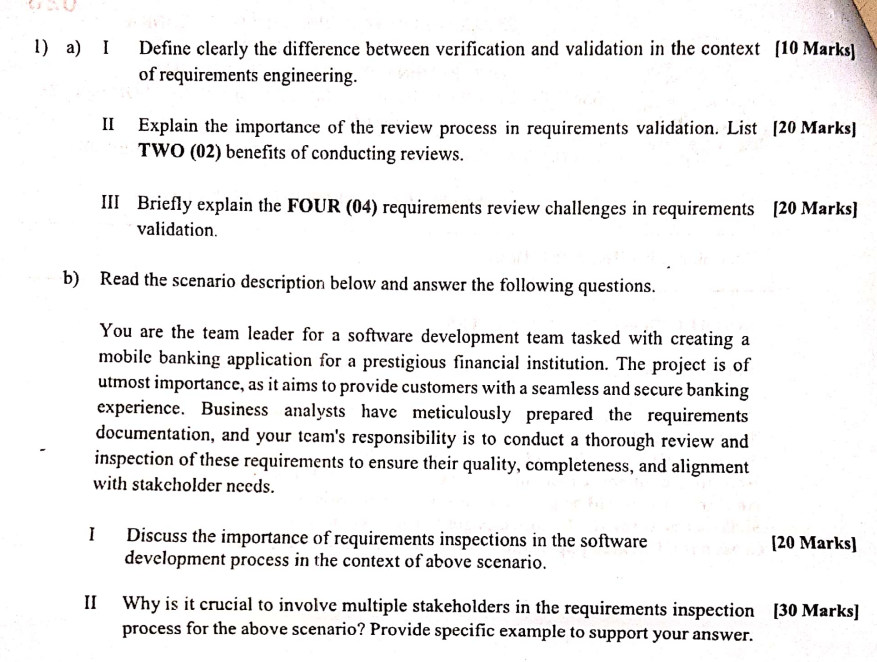 1) a) I Define clearly the difference between verification and validation in the context [10 Marks]
of requirements engineering.
II Explain the importance of the review process in requirements validation. List [20 Marks]
TWO (02) benefits of conducting reviews.
III Briefly explain the FOUR (04) requirements review challenges in requirements [20 Marks]
validation.
b) Read the scenario description below and answer the following questions.
You are the team leader for a software development team tasked with creating a
mobile banking application for a prestigious financial institution. The project is of
utmost importance, as it aims to provide customers with a seamless and secure banking
experience. Business analysts have meticulously prepared the requirements
documentation, and your team's responsibility is to conduct a thorough review and
inspection of these requirements to ensure their quality, completeness, and alignment
with stakeholder needs.
I Discuss the importance of requirements inspections in the software [20 Marks]
development process in the context of above scenario.
II Why is it crucial to involve multiple stakeholders in the requirements inspection [30 Marks]
process for the above scenario? Provide specific example to support your answer.